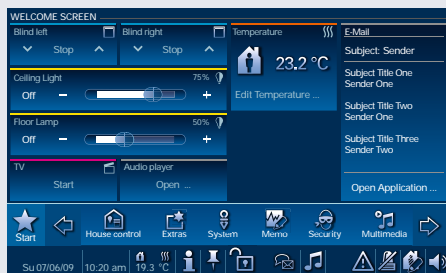 WELCOME SCREEN
Blind left
Stop
Blind right
Stop
Temperature
23.2 °C
Edit Temperature ...
E-Mail
Subject: Sender
Subject Title One
Sender One
Subject Title Two
Sender One
Subject Title Three
Sender Two
Open Application ...
Ceiling Light 75%
Off - +
Floor Lamp 50%
Off - +
TV
Start
Audio player
Open ...
Start
House control
Extras
System
Memo
Security
Multimedia
Su 07/06/09 10:20 am 19.3 °C